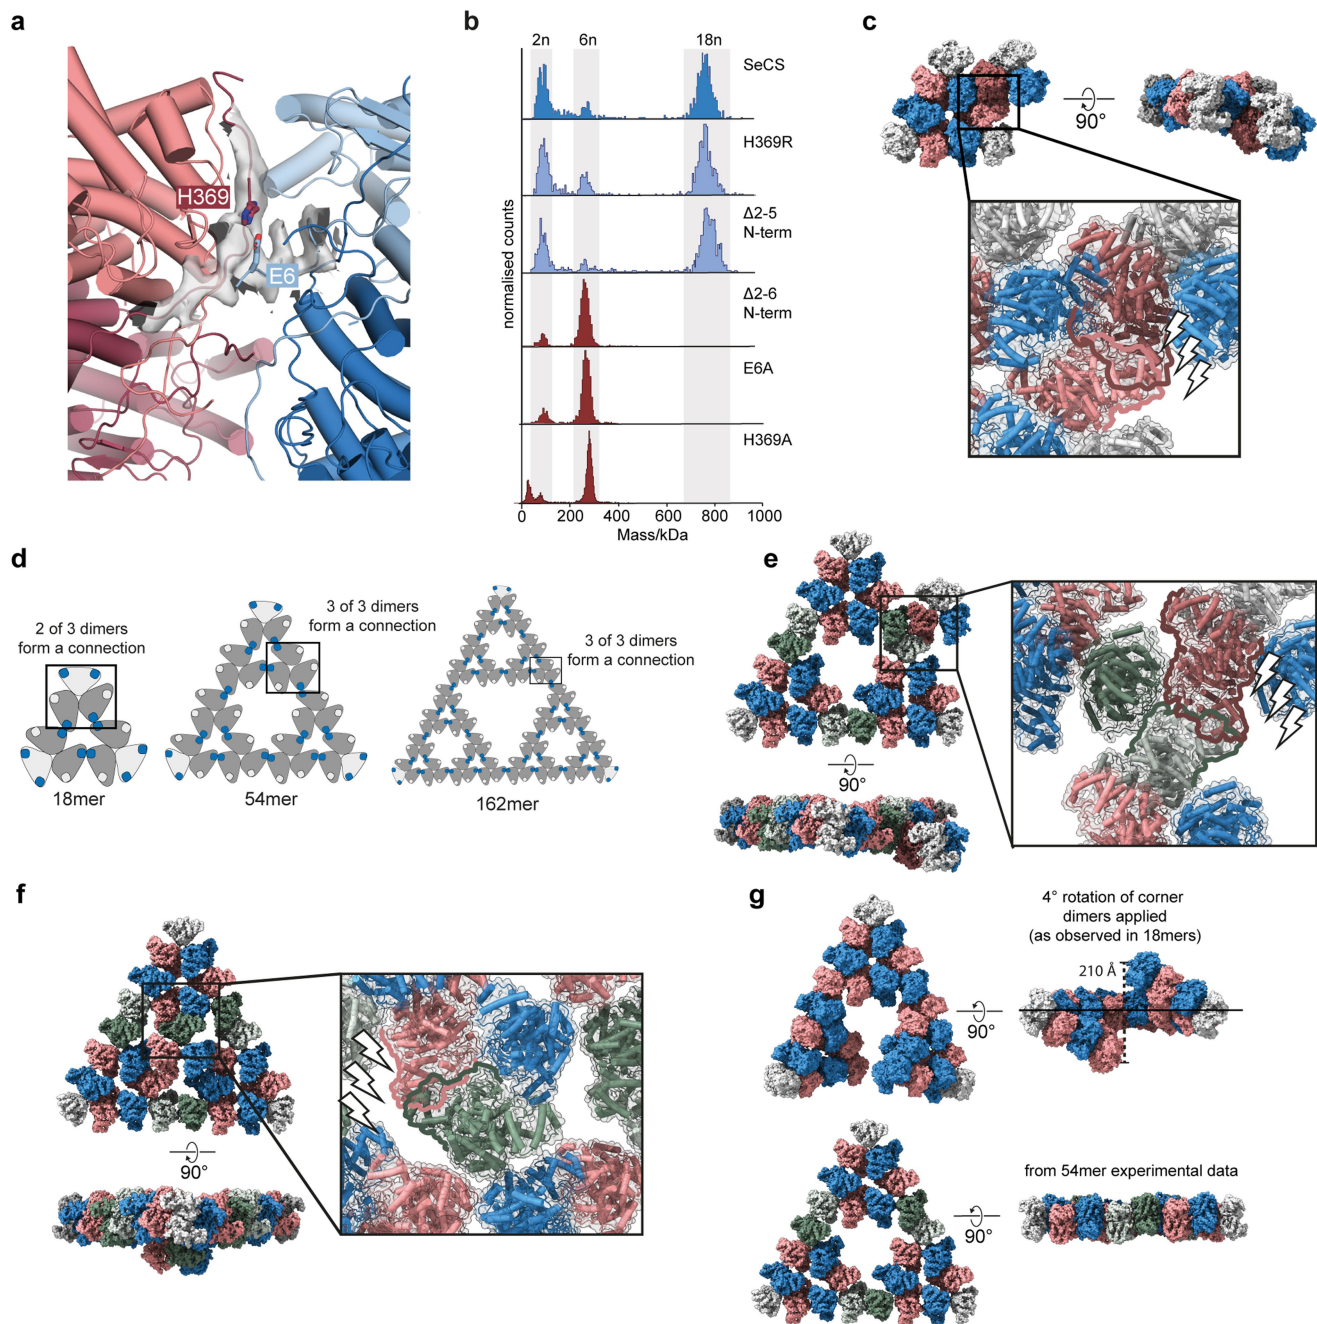 a
H369
E6
b
2n 6n 18n
SeCS
H369R
Δ2-5
N-term
Δ2-6
N-term
E6A
H369A
normalised counts
0 200 400 600 800 1000
Mass/kDa
c
90°
d
2 of 3 dimers
form a connection
3 of 3 dimers
form a connection
3 of 3 dimers
form a connection
18mer
54mer
162mer
e
90°
f
90°
g
4° rotation of corner
dimers applied
(as observed in 18mers)
210 Å
90°
from 54mer experimental data
90°